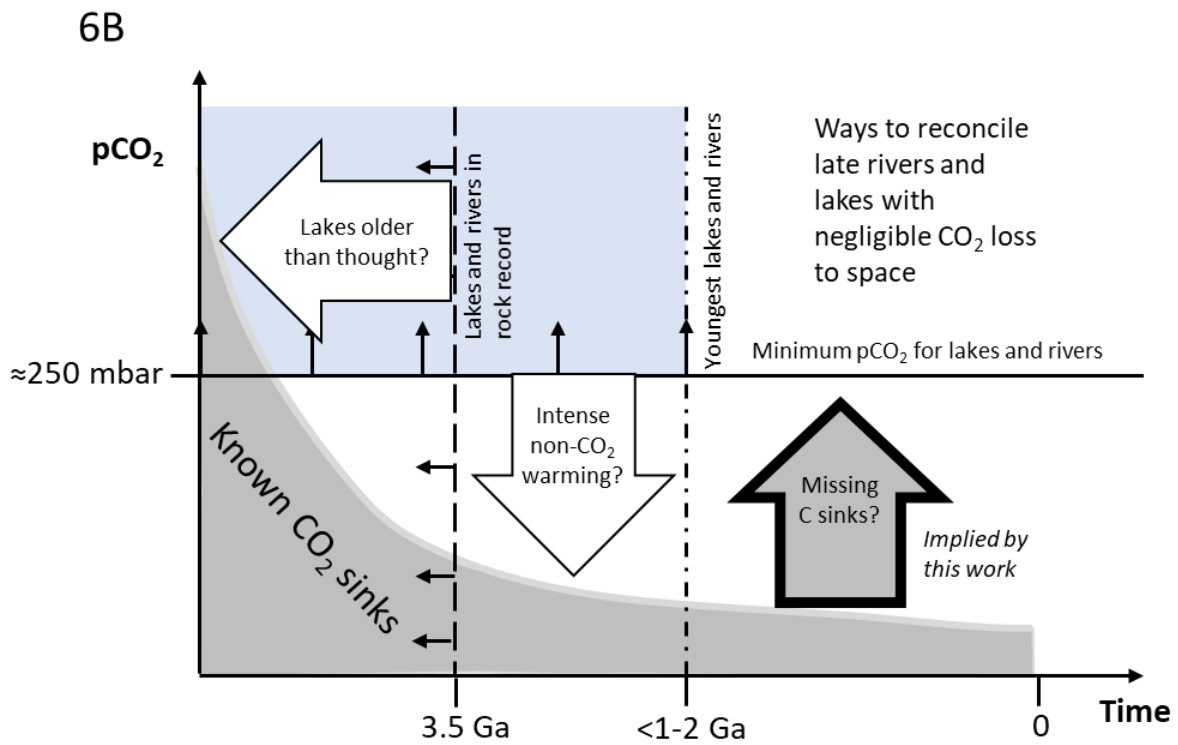 6B
pCO₂
Lakes older
than thought?
Lakes and rivers in
rock record
Youngest lakes and rivers
Ways to reconcile
late rivers and
lakes with
negligible CO₂ loss
to space
Minimum pCO₂ for lakes and rivers
≈250 mbar
Known CO₂ sinks
Intense
non-CO₂
warming?
Missing
C sinks?
Implied by
this work
3.5 Ga
<1-2 Ga
0
Time